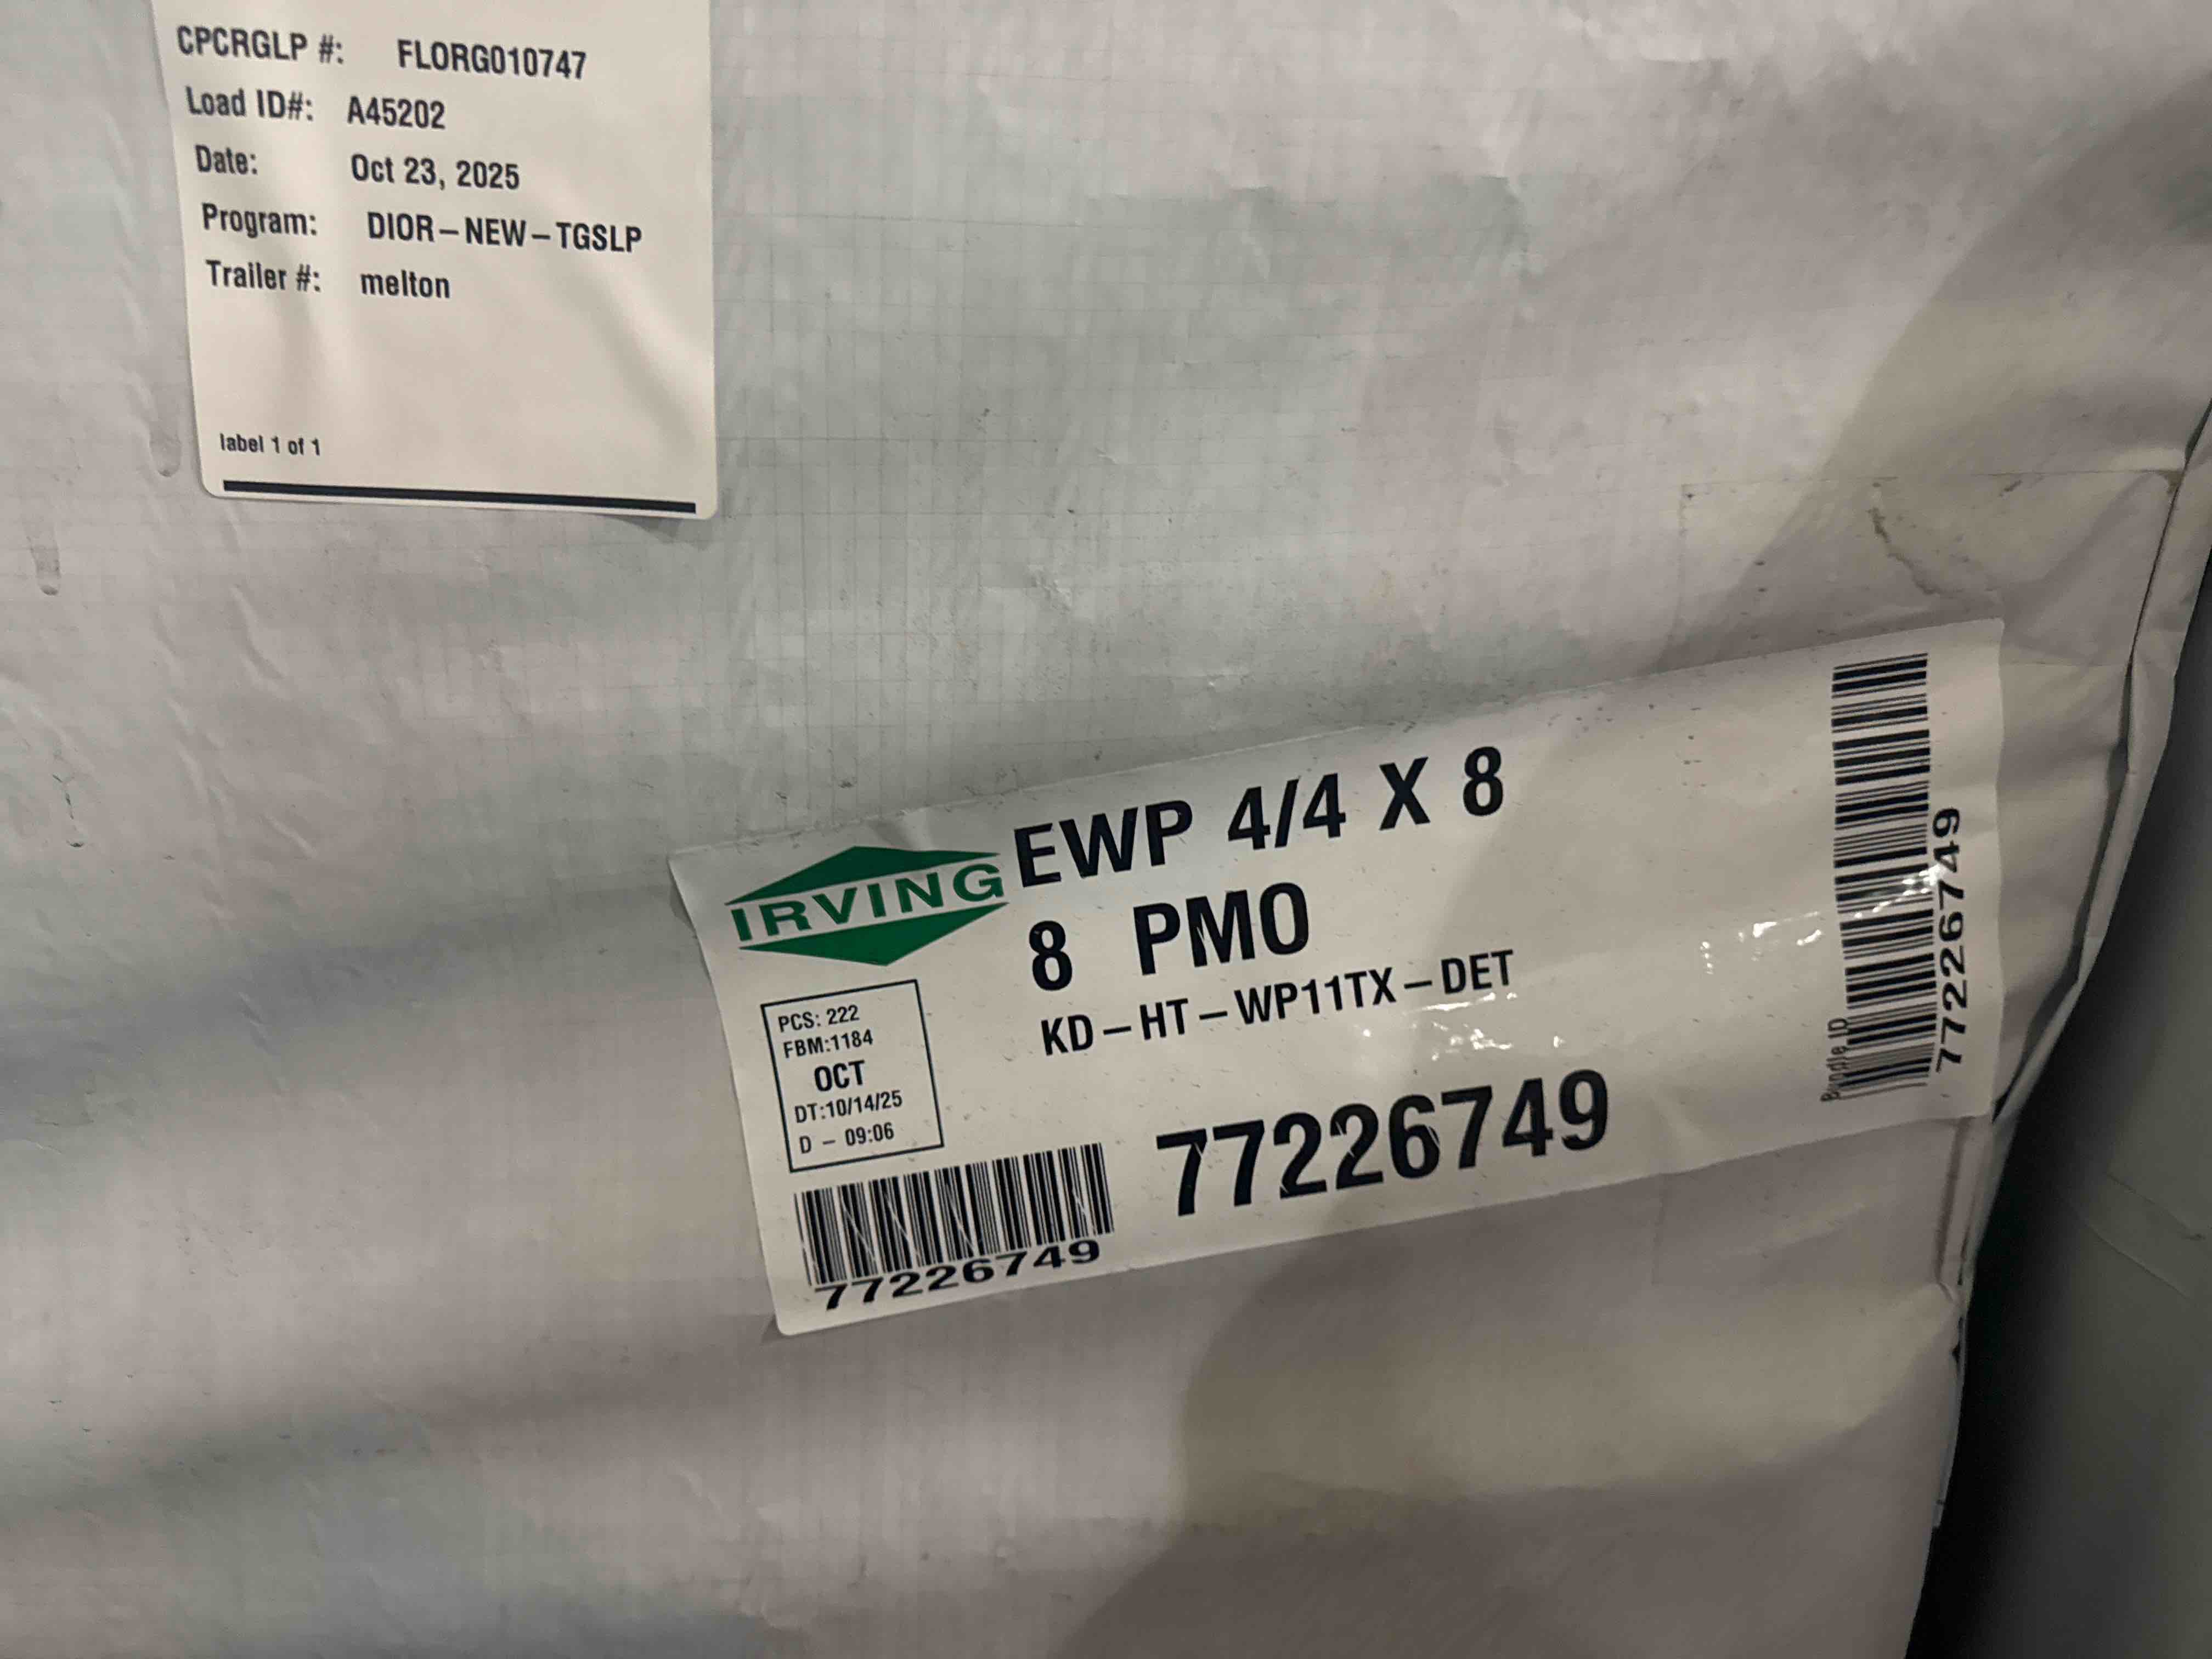 CPCRGLP #: FLORG010747
Load ID#: A45202
Date: Oct 23, 2025
Program: DIOR-NEW-TGSLP
Trailer #: melton
label 1 of 1
IRVING
EWP 4/4 X 8
8 PMO
KD-HT-WP11TX-DET
PCS: 222
FBM:1184
OCT
DT:10/14/25
D - 09:06
77226749
77226749
Bundle ID
77226749